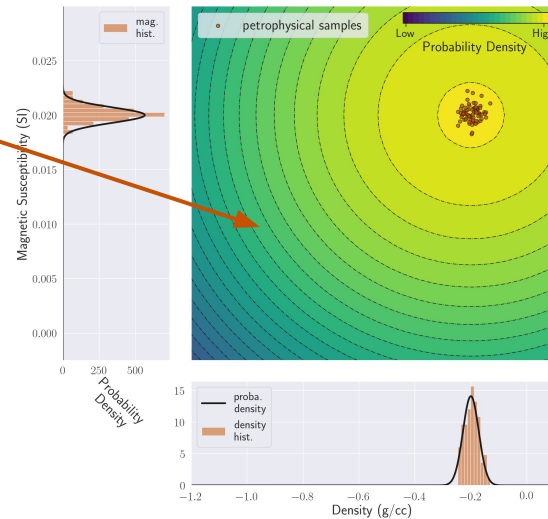 mag.
hist.
petrophysical samples
Low
Hig
Probability Density
0.025
0.020
0.015
0.010
0.005
0.000
Magnetic Susceptibility (SI)
0
250
500
Probability
Density
proba.
density
density
hist.
15
10
5
0
−1.2
−1.0
−0.8
−0.6
−0.4
−0.2
0.0
Density (g/cc)